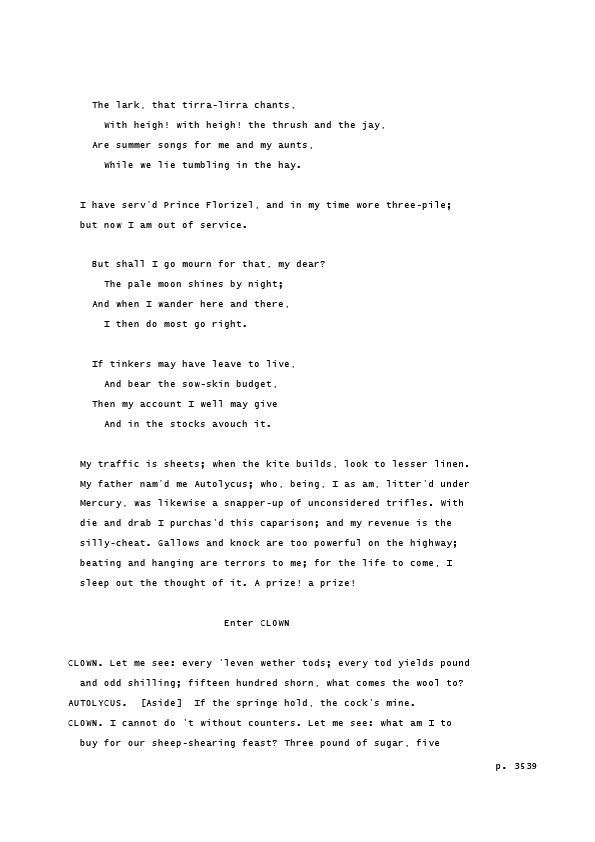 The lark, that tirra-lirra chants,
With heigh! with heigh! the thrush and the jay,
Are summer songs for me and my aunts,
While we lie tumbling in the hay.
I have serv'd Prince Florizel, and in my time wore three-pile;
but now I am out of service.
But shall I go mourn for that, my dear?
The pale moon shines by night;
And when I wander here and there,
I then do most go right.
If tinkers may have leave to live,
And bear the sow-skin budget,
Then my account I well may give
And in the stocks avouch it.
My traffic is sheets; when the kite builds, look to lesser linen.
My father nam'd me Autolycus; who, being, I as am, litter'd under
Mercury, was likewise a snapper-up of unconsidered trifles. With
die and drab I purchas'd this caparison; and my revenue is the
silly-cheat. Gallows and knock are too powerful on the highway;
beating and hanging are terrors to me; for the life to come, I
sleep out the thought of it. A prize! a prize!
Enter CLOWN
CLOWN. Let me see: every 'leven wether tods; every tod yields pound
and odd shilling; fifteen hundred shorn, what comes the wool to?
AUTOLYCUS.  [Aside]  If the springe hold, the cock's mine.
CLOWN. I cannot do 't without counters. Let me see: what am I to
buy for our sheep-shearing feast? Three pound of sugar, five
p. 3539